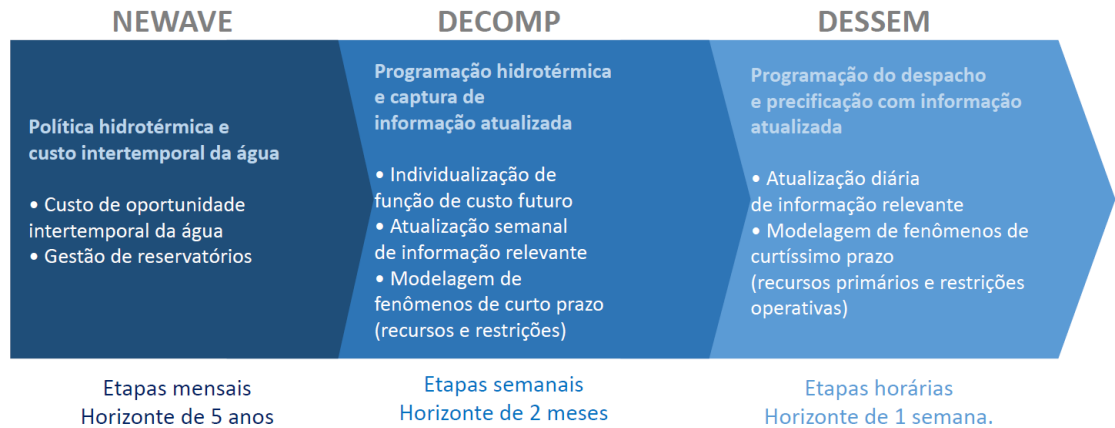 NEWAVE
Política hidrotérmica e
custo intertemporal da água
• Custo de oportunidade
intertemporal da água
• Gestão de reservatórios
Etapas mensais
Horizonte de 5 anos
DECOMP
Programação hidrotérmica
e captura de
informação atualizada
• Individualização de
função de custo futuro
• Atualização semanal
de informação relevante
• Modelagem de
fenômenos de curto prazo
(recursos e restrições)
Etapas semanais
Horizonte de 2 meses
DESSEM
Programação do despacho
e precificação com informação
atualizada
• Atualização diária
de informação relevante
• Modelagem de fenômenos de
curtíssimo prazo
(recursos primários e restrições
operativas)
Etapas horárias
Horizonte de 1 semana.